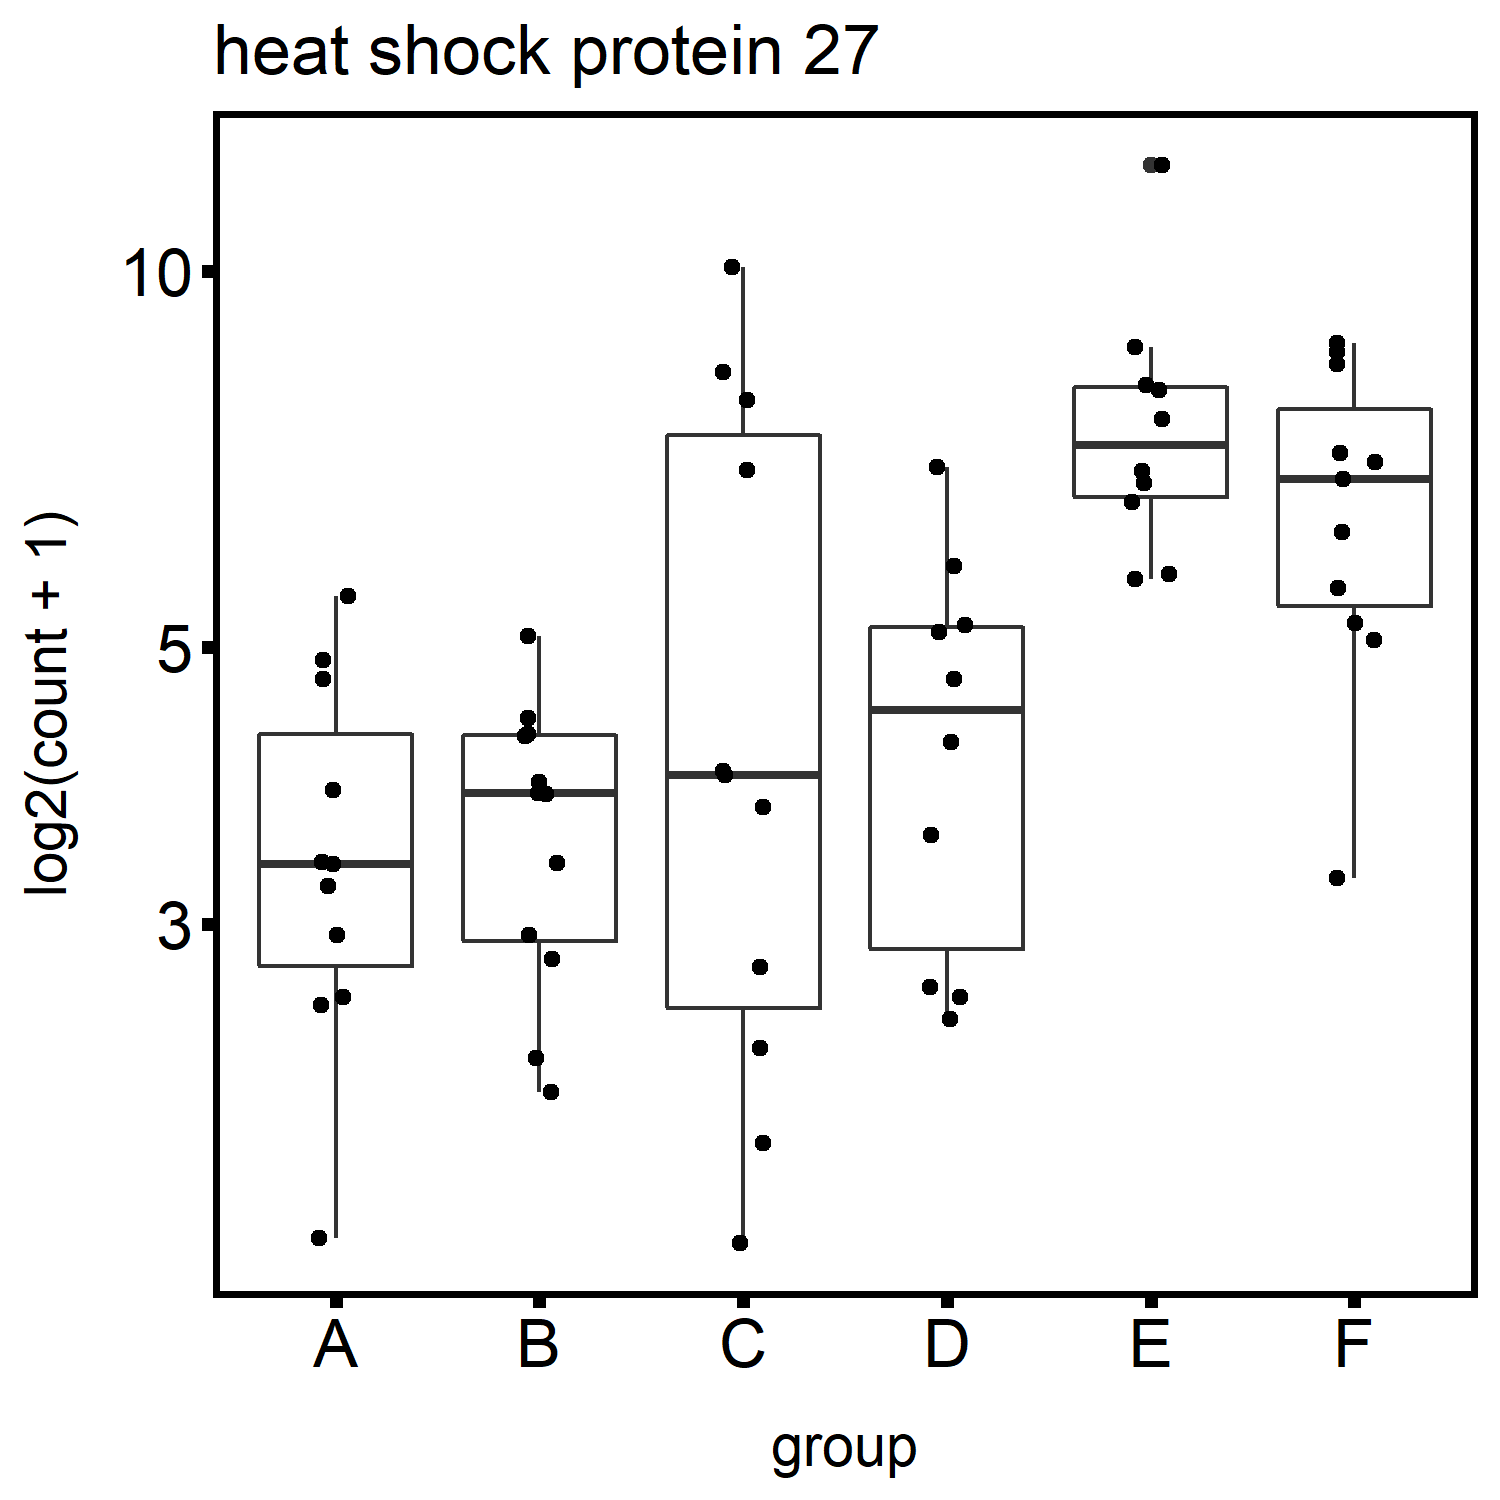 heat shock protein 27
log2(count + 1)
10
5
3
A B C D E F
group